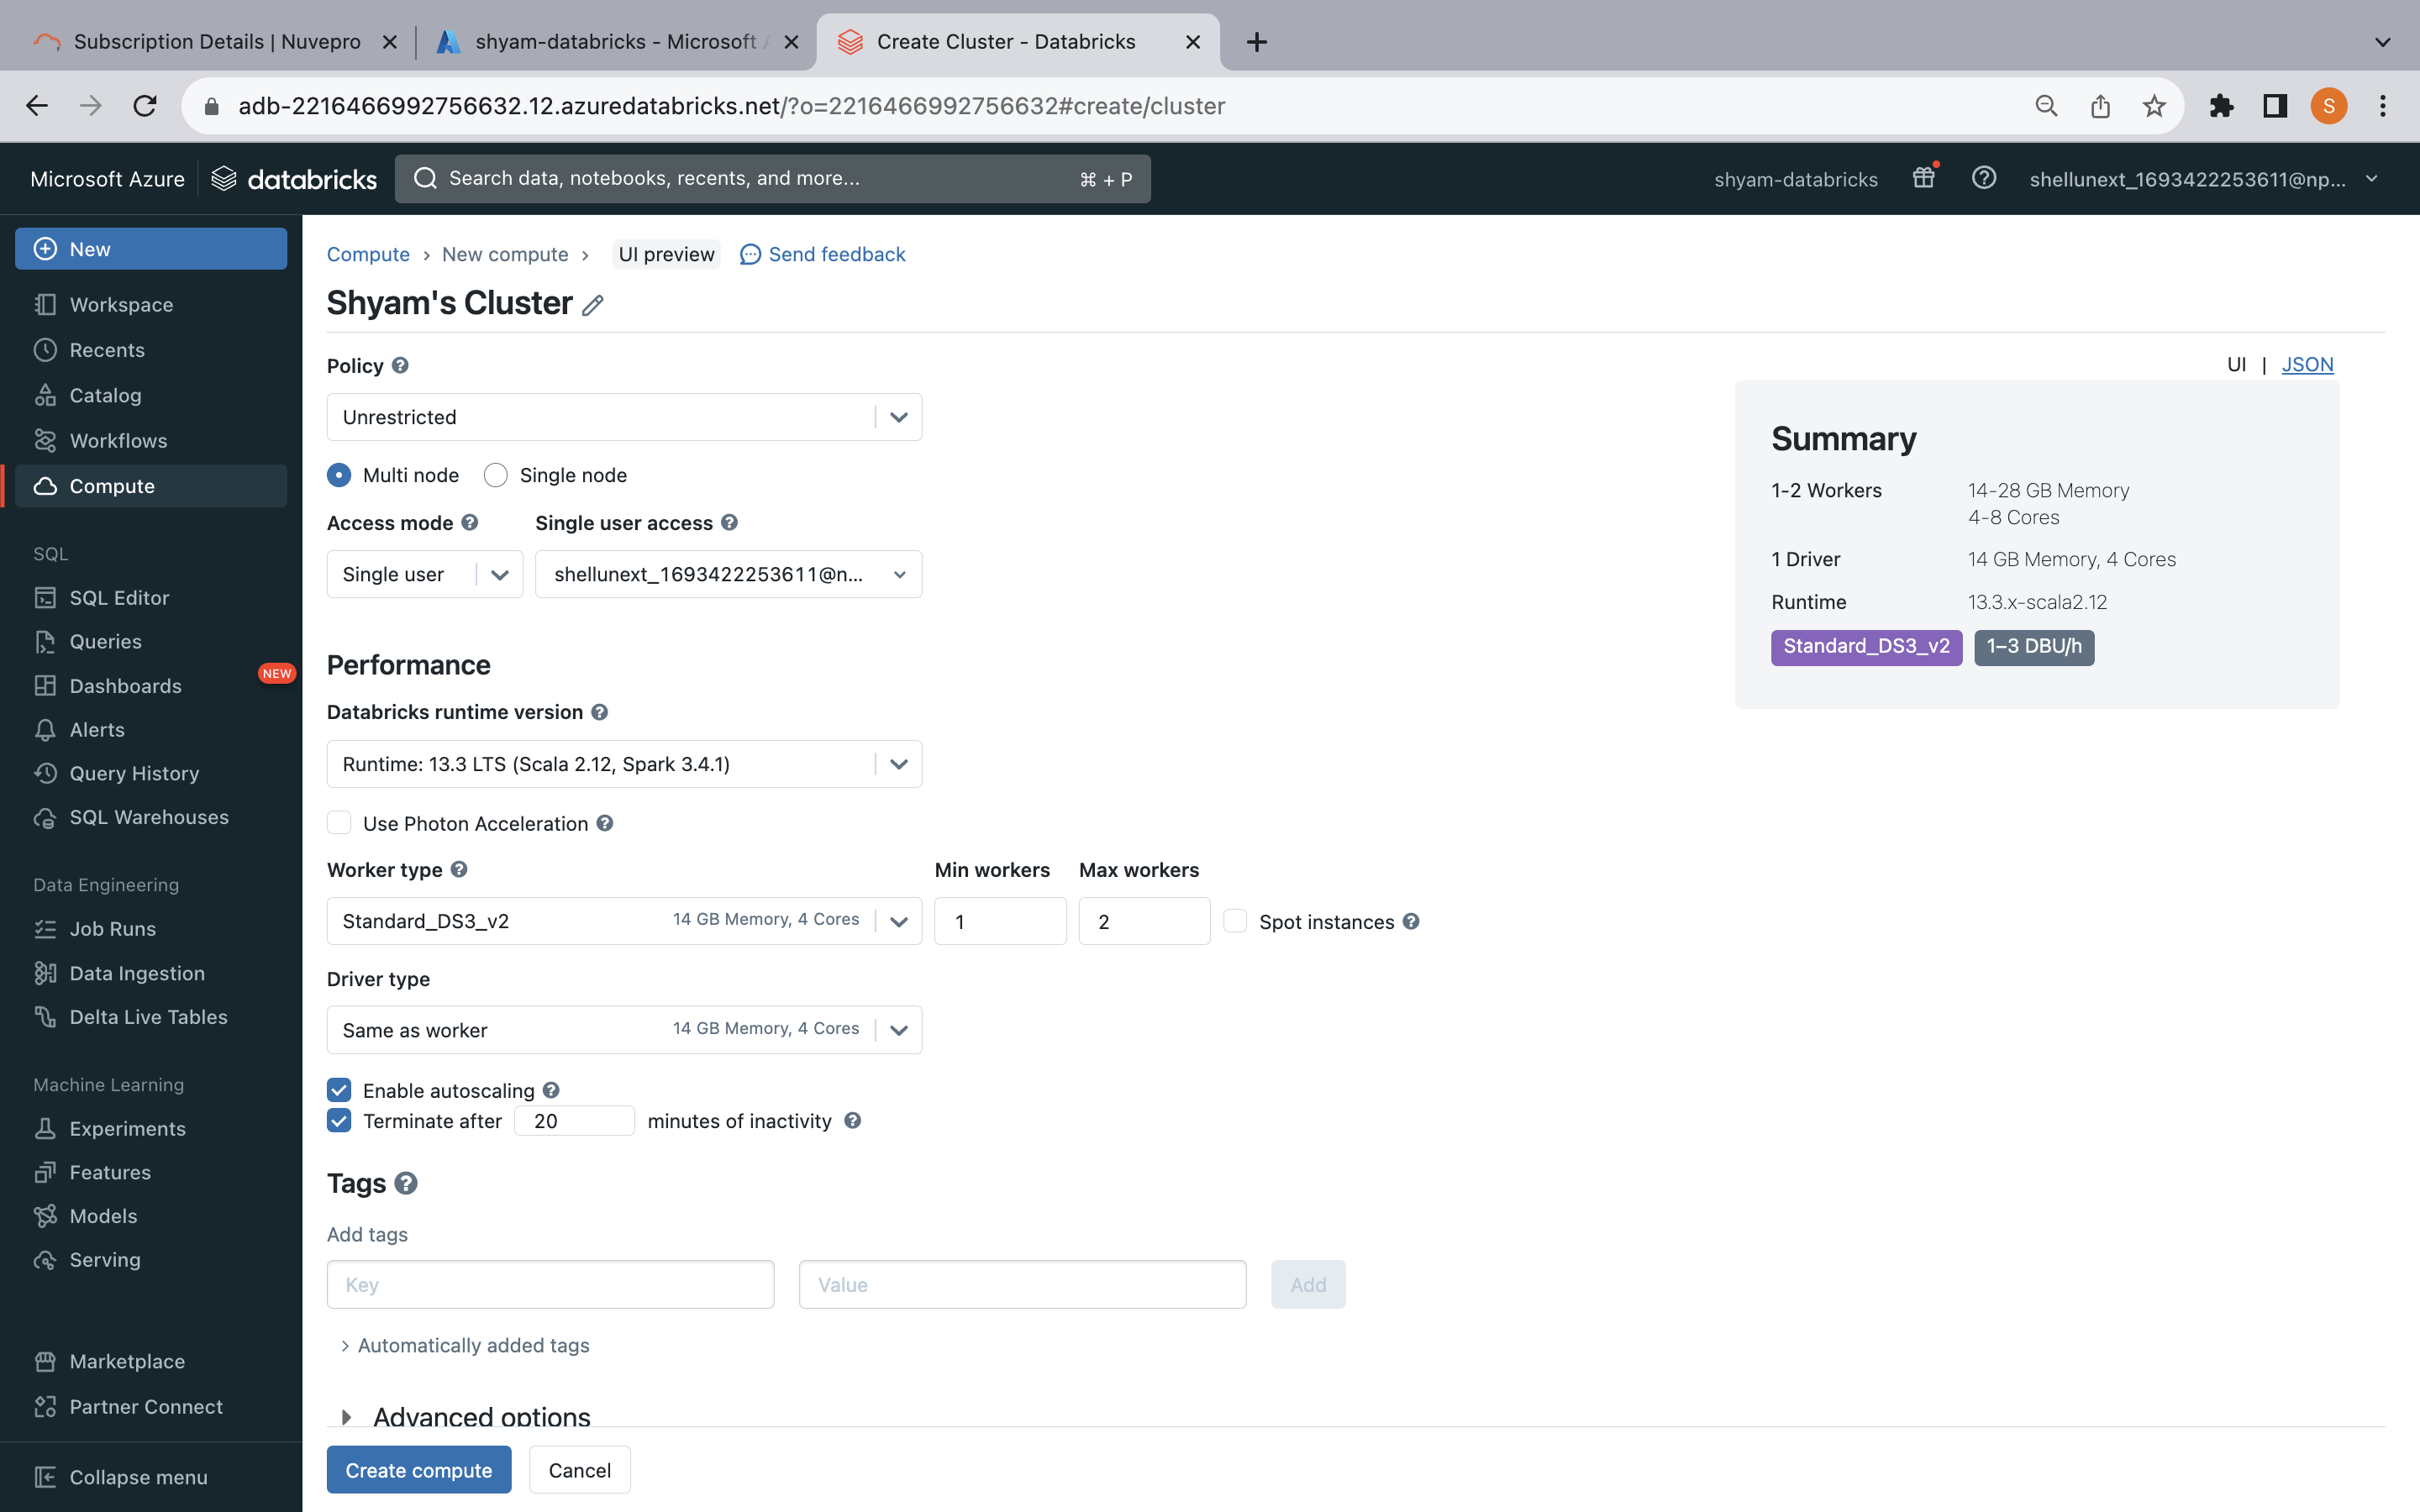 Subscription Details | Nuvepro
shyam-databricks - Microsoft
Create Cluster - Databricks
adb-2216466992756632.12.azuredatabricks.net/?o=2216466992756632#create/cluster
S
Microsoft Azure
databricks
Search data, notebooks, recents, and more...
⌘ + P
shyam-databricks
shellunext_1693422253611@np...
New
Workspace
Recents
Catalog
Workflows
Compute
SQL
SQL Editor
Queries
Dashboards
NEW
Alerts
Query History
SQL Warehouses
Data Engineering
Job Runs
Data Ingestion
Delta Live Tables
Machine Learning
Experiments
Features
Models
Serving
Marketplace
Partner Connect
Collapse menu
Compute > New compute > UI preview Send feedback
Shyam's Cluster
Policy
Unrestricted
Multi node Single node
Access mode Single user access
Single user shellunext_1693422253611@n...
Performance
Databricks runtime version
Runtime: 13.3 LTS (Scala 2.12, Spark 3.4.1)
Use Photon Acceleration
Worker type Min workers Max workers
Standard_DS3_v2 14 GB Memory, 4 Cores 1 2 Spot instances
Driver type
Same as worker 14 GB Memory, 4 Cores
Enable autoscaling
Terminate after 20 minutes of inactivity
Tags
Add tags
Key Value Add
> Automatically added tags
Advanced options
Create compute Cancel
UI | JSON
Summary
1-2 Workers 14-28 GB Memory
4-8 Cores
1 Driver 14 GB Memory, 4 Cores
Runtime 13.3.x-scala2.12
Standard_DS3_v2 1–3 DBU/h